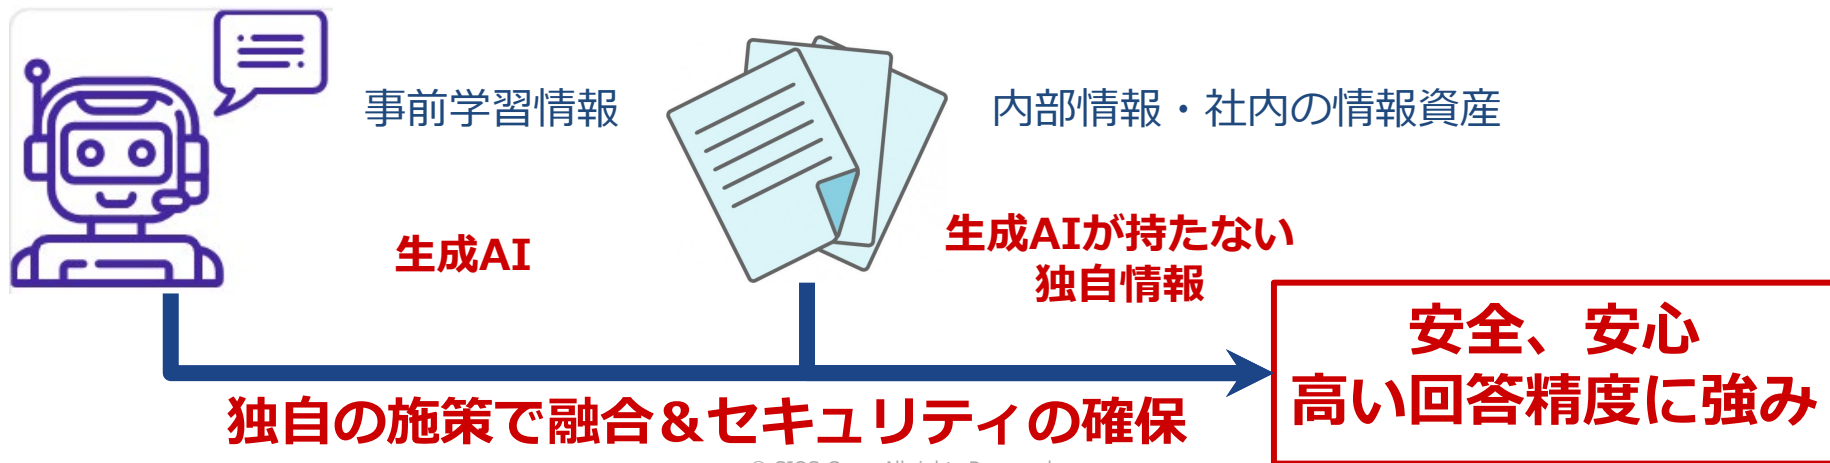 事前学習情報
内部情報・社内の情報資産
生成AI
生成AIが持たない
独自情報
安全、安心
高い回答精度に強み
独自の施策で融合＆セキュリティの確保